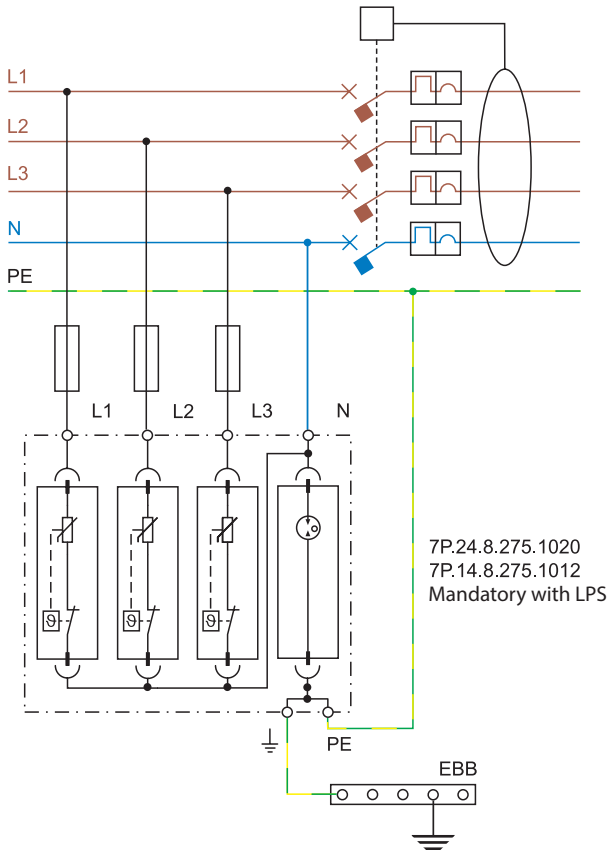 L1
L2
L3
N
PE
L1 L2 L3 N
ϑ ϑ ϑ
7P.24.8.275.1020
7P.14.8.275.1012
Mandatory with LPS
PE
EBB